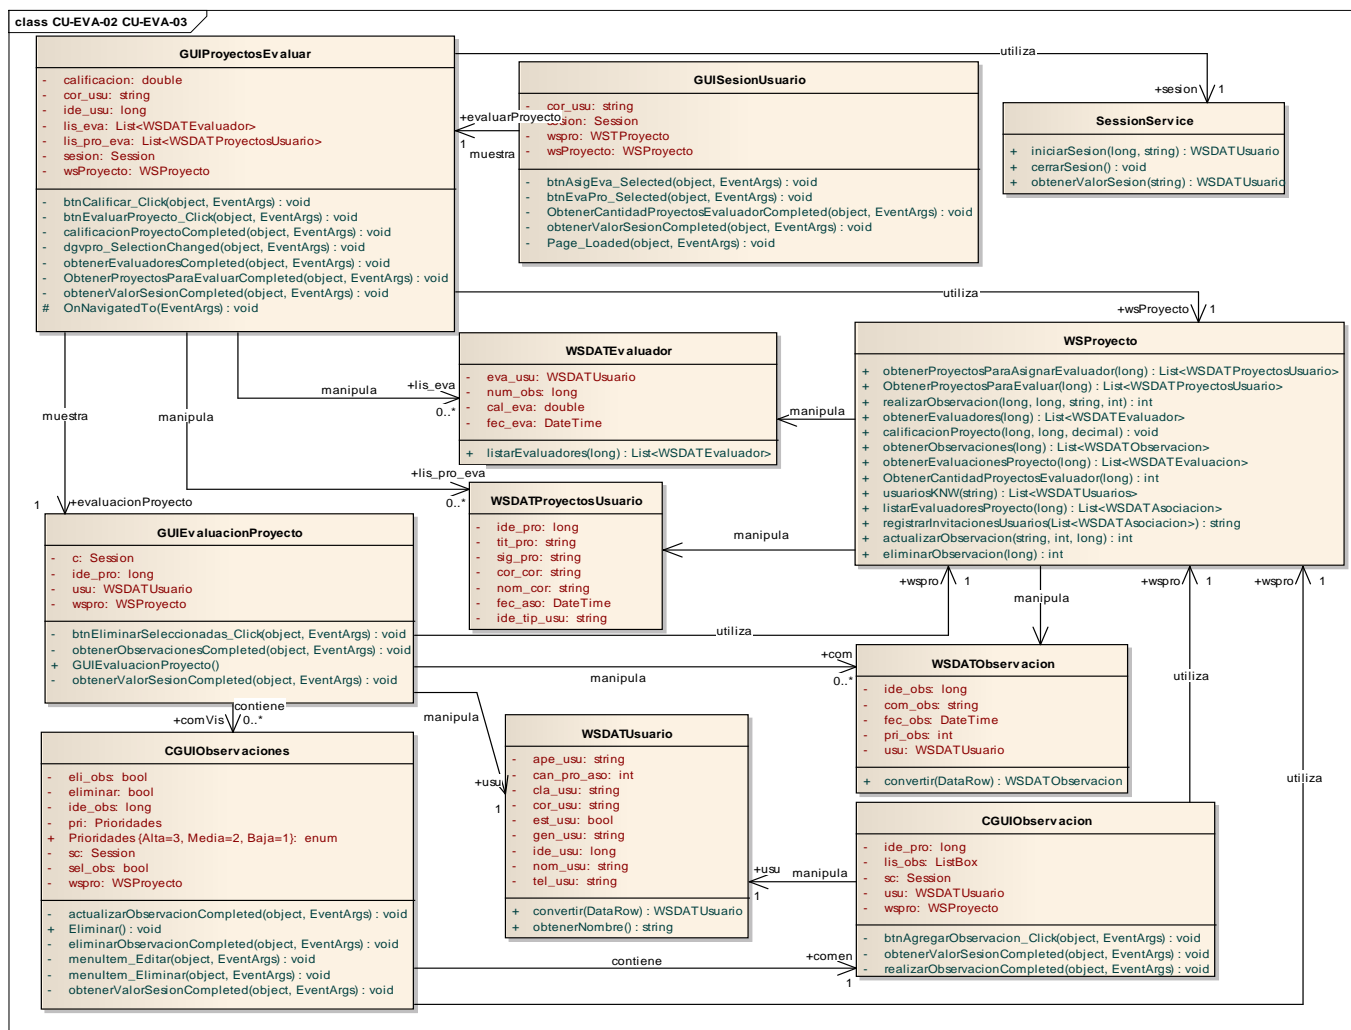 class CU-EVA-02 CU-EVA-03
GUIProyectosEvaluar
- calificacion: double
- cor_usu: string
- ide_usu: long
- lis_eva: List<WSDATEvaluador>
- lis_pro_eva: List<WSDATProyectosUsuario>
- sesion: Session
- wsProyecto: WSProyecto
- btnCalificar_Click(object, EventArgs) : void
- btnEvaluarProyecto_Click(object, EventArgs) : void
- calificacionProyectoCompleted(object, EventArgs) : void
- dgvpro_SelectionChanged(object, EventArgs) : void
- obtenerEvaluadoresCompleted(object, EventArgs) : void
- ObtenerProyectosParaEvaluarCompleted(object, EventArgs) : void
- obtenerValorSesionCompleted(object, EventArgs) : void
# OnNavigatedTo(EventArgs) : void
utiliza
+sesion
1
GUISesionUsuario
- cor_usu: string
- sesion: Session
- wspro: WSTProyecto
- wsProyecto: WSProyecto
- btnAsigEva_Selected(object, EventArgs) : void
- btnEvaPro_Selected(object, EventArgs) : void
- ObtenerCantidadProyectosEvaluadorCompleted(object, EventArgs) : void
- obtenerValorSesionCompleted(object, EventArgs) : void
- Page_Loaded(object, EventArgs) : void
+evaluarProyecto
1
muestra
SessionService
+ iniciarSesion(long, string) : WSDATUsuario
+ cerrarSesion() : void
+ obtenerValorSesion(string) : WSDATUsuario
utiliza
+wsProyecto
1
WSDATEvaluador
- eva_usu: WSDATUsuario
- num_obs: long
- cal_eva: double
- fec_eva: DateTime
+ listarEvaluadores(long) : List<WSDATEvaluador>
manipula
+lis_eva
0..*
manipula
WSProyecto
+ obtenerProyectosParaAsignarEvaluador(long) : List<WSDATProyectosUsuario>
+ ObtenerProyectosParaEvaluar(long) : List<WSDATProyectosUsuario>
+ realizarObservacion(long, long, string, int) : int
+ obtenerEvaluadores(long) : List<WSDATEvaluador>
+ calificacionProyecto(long, long, decimal) : void
+ obtenerObservaciones(long) : List<WSDATObservacion>
+ obtenerEvaluacionesProyecto(long) : List<WSDATEvaluacion>
+ ObtenerCantidadProyectosEvaluador(long) : int
+ usuariosKNW(string) : List<WSDATUsuarios>
+ listarEvaluadoresProyecto(long) : List<WSDATAsociacion>
+ registrarInvitacionesUsuarios(List<WSDATAsociacion>) : string
+ actualizarObservacion(string, int, long) : int
+ eliminarObservacion(long) : int
muestra
1
+evaluacionProyecto
manipula
+lis_pro_eva
0..*
WSDATProyectosUsuario
- ide_pro: long
- tit_pro: string
- sig_pro: string
- cor_cor: string
- nom_cor: string
- fec_aso: DateTime
- ide_tip_usu: string
manipula
GUIEvaluacionProyecto
- c: Session
- ide_pro: long
- usu: WSDATUsuario
- wspro: WSProyecto
- btnEliminarSeleccionadas_Click(object, EventArgs) : void
- obtenerObservacionesCompleted(object, EventArgs) : void
+ GUIEvaluacionProyecto()
- obtenerValorSesionCompleted(object, EventArgs) : void
utiliza
+wspro
1
manipula
+wspro
1
+wspro
1
manipula
+com
0..*
WSDATObservacion
- ide_obs: long
- com_obs: string
- fec_obs: DateTime
- pri_obs: int
- usu: WSDATUsuario
+ convertir(DataRow) : WSDATObservacion
utiliza
utiliza
contiene
+comVis
0..*
manipula
+usu
1
WSDATUsuario
- ape_usu: string
- can_pro_aso: int
- cla_usu: string
- cor_usu: string
- est_usu: bool
- gen_usu: string
- ide_usu: long
- nom_usu: string
- tel_usu: string
+ convertir(DataRow) : WSDATUsuario
+ obtenerNombre() : string
CGUIObservaciones
- eli_obs: bool
- eliminar: bool
- ide_obs: long
- pri: Prioridades
+ Prioridades {Alta=3, Media=2, Baja=1}: enum
- sc: Session
- sel_obs: bool
- wspro: WSProyecto
- actualizarObservacionCompleted(object, EventArgs) : void
+ Eliminar() : void
- eliminarObservacionCompleted(object, EventArgs) : void
- menuItem_Editar(object, EventArgs) : void
- menuItem_Eliminar(object, EventArgs) : void
- obtenerValorSesionCompleted(object, EventArgs) : void
+usu
1
manipula
CGUIObservacion
- ide_pro: long
- lis_obs: ListBox
- sc: Session
- usu: WSDATUsuario
- wspro: WSProyecto
- btnAgregarObservacion_Click(object, EventArgs) : void
- obtenerValorSesionCompleted(object, EventArgs) : void
- realizarObservacionCompleted(object, EventArgs) : void
contiene
+comen
1